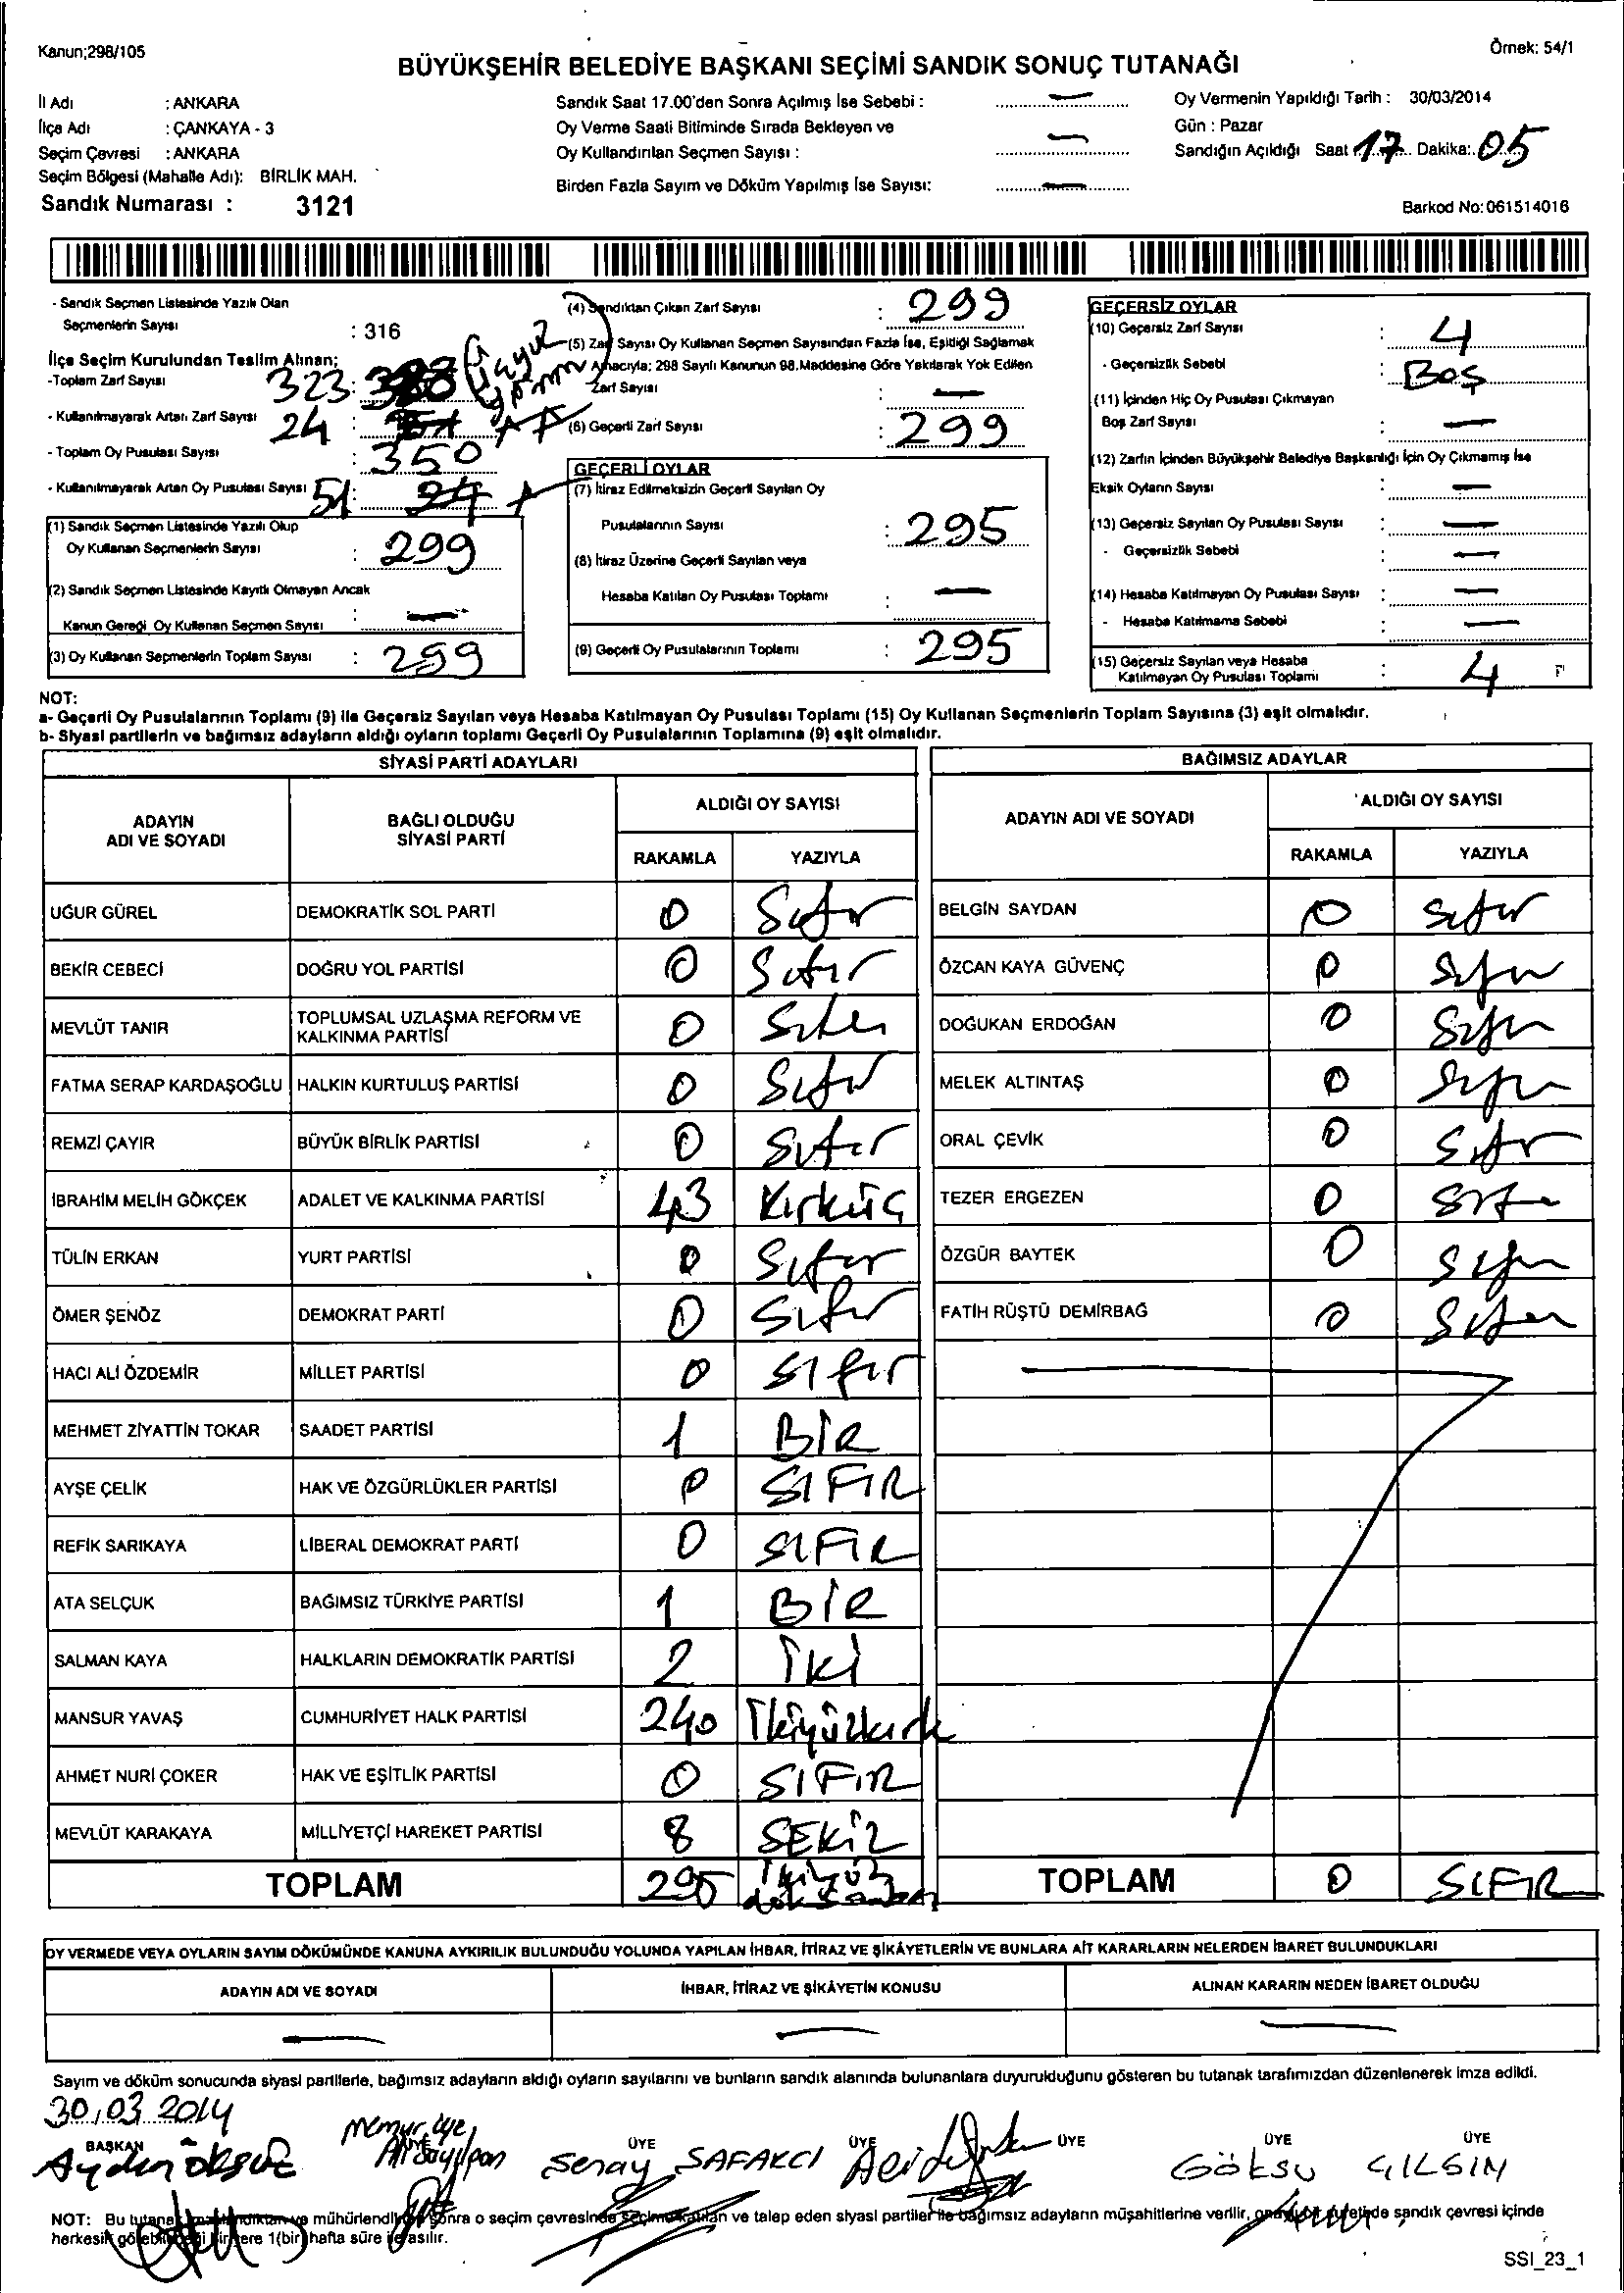 Kanun;298/105
Örnek: 54/1
BÜYÜKŞEHİR BELEDİYE BAŞKANI SEÇİMİ SANDIK SONUÇ TUTANAĞI
İl Adı : ANKARA
İlçe Adı : ÇANKAYA - 3
Seçim Çevresi : ANKARA
Seçim Bölgesi (Mahalle Adı): BİRLİK MAH.
Sandık Numarası : 3121
Sandık Saat 17.00'den Sonra Açılmış İse Sebebi : —
Oy Verme Saati Bitiminde Sırada Bekleyen ve
Oy Kullandırılan Seçmen Sayısı : —
Birden Fazla Sayım ve Döküm Yapılmış İse Sayısı: —
Oy Vermenin Yapıldığı Tarih : 30/03/2014
Gün : Pazar
Sandığın Açıldığı Saat : 17 Dakika: 05
Barkod No:061514016
- Sandık Seçmen Listesinde Yazılı Olan
Seçmenlerin Sayısı : 316
İlçe Seçim Kurulundan Teslim Alınan;
-Toplam Zarf Sayısı 323
- Kullanılmayarak Artan Zarf Sayısı 24
- Toplam Oy Pusulası Sayısı : 350
- Kullanılmayarak Artan Oy Pusulası Sayısı 51 : 24
(1) Sandık Seçmen Listesinde Yazılı Olup
Oy Kullanan Seçmenlerin Sayısı : 299
(2) Sandık Seçmen Listesinde Kayıtlı Olmayan Ancak
Kanun Gereği Oy Kullanan Seçmen Sayısı : —
(3) Oy Kullanan Seçmenlerin Toplam Sayısı : 299
(4) Sandıktan Çıkan Zarf Sayısı : 299
(5) Zarf Sayısı Oy Kullanan Seçmen Sayısından Fazla İse, Eşitliği Sağlamak
Amacıyla; 298 Sayılı Kanunun 98.Maddesine Göre Yakılarak Yok Edilen
Zarf Sayısı : —
(6) Geçerli Zarf Sayısı : 299
GEÇERLİ OYLAR
(7) İtiraz Edilmeksizin Geçerli Sayılan Oy
Pusulalarının Sayısı : 295
(8) İtiraz Üzerine Geçerli Sayılan veya
Hesaba Katılan Oy Pusulası Toplamı : —
(9) Geçerli Oy Pusulalarının Toplamı : 295
GEÇERSİZ OYLAR
(10) Geçersiz Zarf Sayısı : 4
- Geçersizlik Sebebi : BOŞ
(11) İçinden Hiç Oy Pusulası Çıkmayan
Boş Zarf Sayısı : —
(12) Zarfın İçinden Büyükşehir Belediye Başkanlığı İçin Oy Çıkmamış İse
Eksik Oyların Sayısı : —
(13) Geçersiz Sayılan Oy Pusulası Sayısı : —
- Geçersizlik Sebebi : —
(14) Hesaba Katılmayan Oy Pusulası Sayısı : —
- Hesaba Katılmama Sebebi : —
(15) Geçersiz Sayılan veya Hesaba
Katılmayan Oy Pusulası Toplamı : 4
NOT:
a- Geçerli Oy Pusulalarının Toplamı (9) ile Geçersiz Sayılan veya Hesaba Katılmayan Oy Pusulası Toplamı (15) Oy Kullanan Seçmenlerin Toplam Sayısına (3) eşit olmalıdır.
b- Siyasi partilerin ve bağımsız adayların aldığı oyların toplamı Geçerli Oy Pusulalarının Toplamına (9) eşit olmalıdır.
SİYASİ PARTİ ADAYLARI
ADAYIN ADI VE SOYADI BAĞLI OLDUĞU SİYASİ PARTİ ALDIĞI OY SAYISI
RAKAMLA YAZIYLA
UĞUR GÜREL DEMOKRATİK SOL PARTİ 0 Sıfır
BEKİR CEBECİ DOĞRU YOL PARTİSİ 0 Sıfır
MEVLÜT TANIR TOPLUMSAL UZLAŞMA REFORM VE KALKINMA PARTİSİ 0 Sıfır
FATMA SERAP KARDAŞOĞLU HALKIN KURTULUŞ PARTİSİ 0 Sıfır
REMZİ ÇAYIR BÜYÜK BİRLİK PARTİSİ 0 Sıfır
İBRAHİM MELİH GÖKÇEK ADALET VE KALKINMA PARTİSİ 43 Kırküç
TÜLİN ERKAN YURT PARTİSİ 0 Sıfır
ÖMER ŞENÖZ DEMOKRAT PARTİ 0 Sıfır
HACI ALİ ÖZDEMİR MİLLET PARTİSİ 0 Sıfır
MEHMET ZİYATTİN TOKAR SAADET PARTİSİ 1 BİR
AYŞE ÇELİK HAK VE ÖZGÜRLÜKLER PARTİSİ 0 SIFIR
REFİK SARIKAYA LİBERAL DEMOKRAT PARTİ 0 SIFIR
ATA SELÇUK BAĞIMSIZ TÜRKİYE PARTİSİ 1 BİR
SALMAN KAYA HALKLARIN DEMOKRATİK PARTİSİ 2 İki
MANSUR YAVAŞ CUMHURİYET HALK PARTİSİ 240 İkiyüzkırk
AHMET NURİ ÇOKER HAK VE EŞİTLİK PARTİSİ 0 SIFIR
MEVLÜT KARAKAYA MİLLİYETÇİ HAREKET PARTİSİ 8 SEKİZ
TOPLAM 295 İkiyüz doksanbeş
BAĞIMSIZ ADAYLAR
ADAYIN ADI VE SOYADI ALDIĞI OY SAYISI
RAKAMLA YAZIYLA
BELGİN SAYDAN 0 Sıfır
ÖZCAN KAYA GÜVENÇ 0 Sıfır
DOĞUKAN ERDOĞAN 0 Sıfır
MELEK ALTINTAŞ 0 Sıfır
ORAL ÇEVİK 0 Sıfır
TEZER ERGEZEN 0 Sıfır
ÖZGÜR BAYTEK 0 Sıfır
FATİH RÜŞTÜ DEMİRBAĞ 0 Sıfır
TOPLAM 0 SIFIR
OY VERMEDE VEYA OYLARIN SAYIM DÖKÜMÜNDE KANUNA AYKIRILIK BULUNDUĞU YOLUNDA YAPILAN İHBAR, İTİRAZ VE ŞİKÂYETLERİN VE BUNLARA AİT KARARLARIN NELERDEN İBARET BULUNDUKLARI
ADAYIN ADI VE SOYADI İHBAR, İTİRAZ VE ŞİKÂYETİN KONUSU ALINAN KARARIN NEDEN İBARET OLDUĞU
— — —
Sayım ve döküm sonucunda siyasi partilerle, bağımsız adayların aldığı oyların sayılarını ve bunların sandık alanında bulunanlara duyurulduğunu gösteren bu tutanak tarafımızdan düzenlenerek imza edildi.
30.03.2014
BAŞKAN ÜYE ÜYE ÜYE ÜYE ÜYE ÜYE
Memur üye
Seray SAFAKCI
Göksu ÇILGIN
NOT: Bu tutanak ve mühürlendikten sonra o seçim çevresinde seçime katılan ve talep eden siyasi partiler ile bağımsız adayların müşahitlerine verilir, suretide sandık çevresi içinde
herkesin görebileceği bir yere 1(bir)hafta süre ile asılır.
SSI_23_1